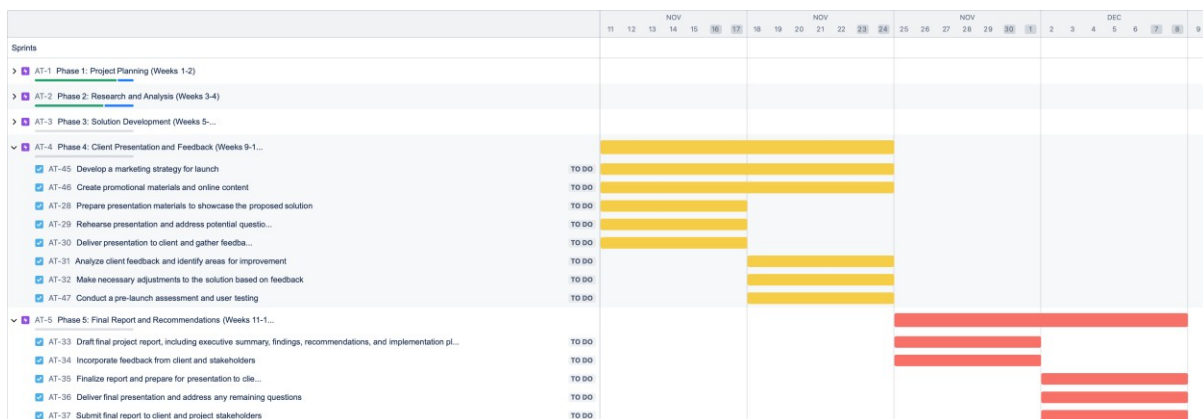 NOV NOV NOV DEC
11 12 13 14 15 16 17 18 19 20 21 22 23 24 25 26 27 28 29 30 1 2 3 4 5 6 7 8 9
Sprints
AT-1 Phase 1: Project Planning (Weeks 1-2)
AT-2 Phase 2: Research and Analysis (Weeks 3-4)
AT-3 Phase 3: Solution Development (Weeks 5-...
AT-4 Phase 4: Client Presentation and Feedback (Weeks 9-1...
AT-45 Develop a marketing strategy for launch TO DO
AT-46 Create promotional materials and online content TO DO
AT-28 Prepare presentation materials to showcase the proposed solution TO DO
AT-29 Rehearse presentation and address potential questio... TO DO
AT-30 Deliver presentation to client and gather feedba... TO DO
AT-31 Analyze client feedback and identify areas for improvement TO DO
AT-32 Make necessary adjustments to the solution based on feedback TO DO
AT-47 Conduct a pre-launch assessment and user testing TO DO
AT-5 Phase 5: Final Report and Recommendations (Weeks 11-1...
AT-33 Draft final project report, including executive summary, findings, recommendations, and implementation pl... TO DO
AT-34 Incorporate feedback from client and stakeholders TO DO
AT-35 Finalize report and prepare for presentation to clie... TO DO
AT-36 Deliver final presentation and address any remaining questions TO DO
AT-37 Submit final report to client and project stakeholders TO DO